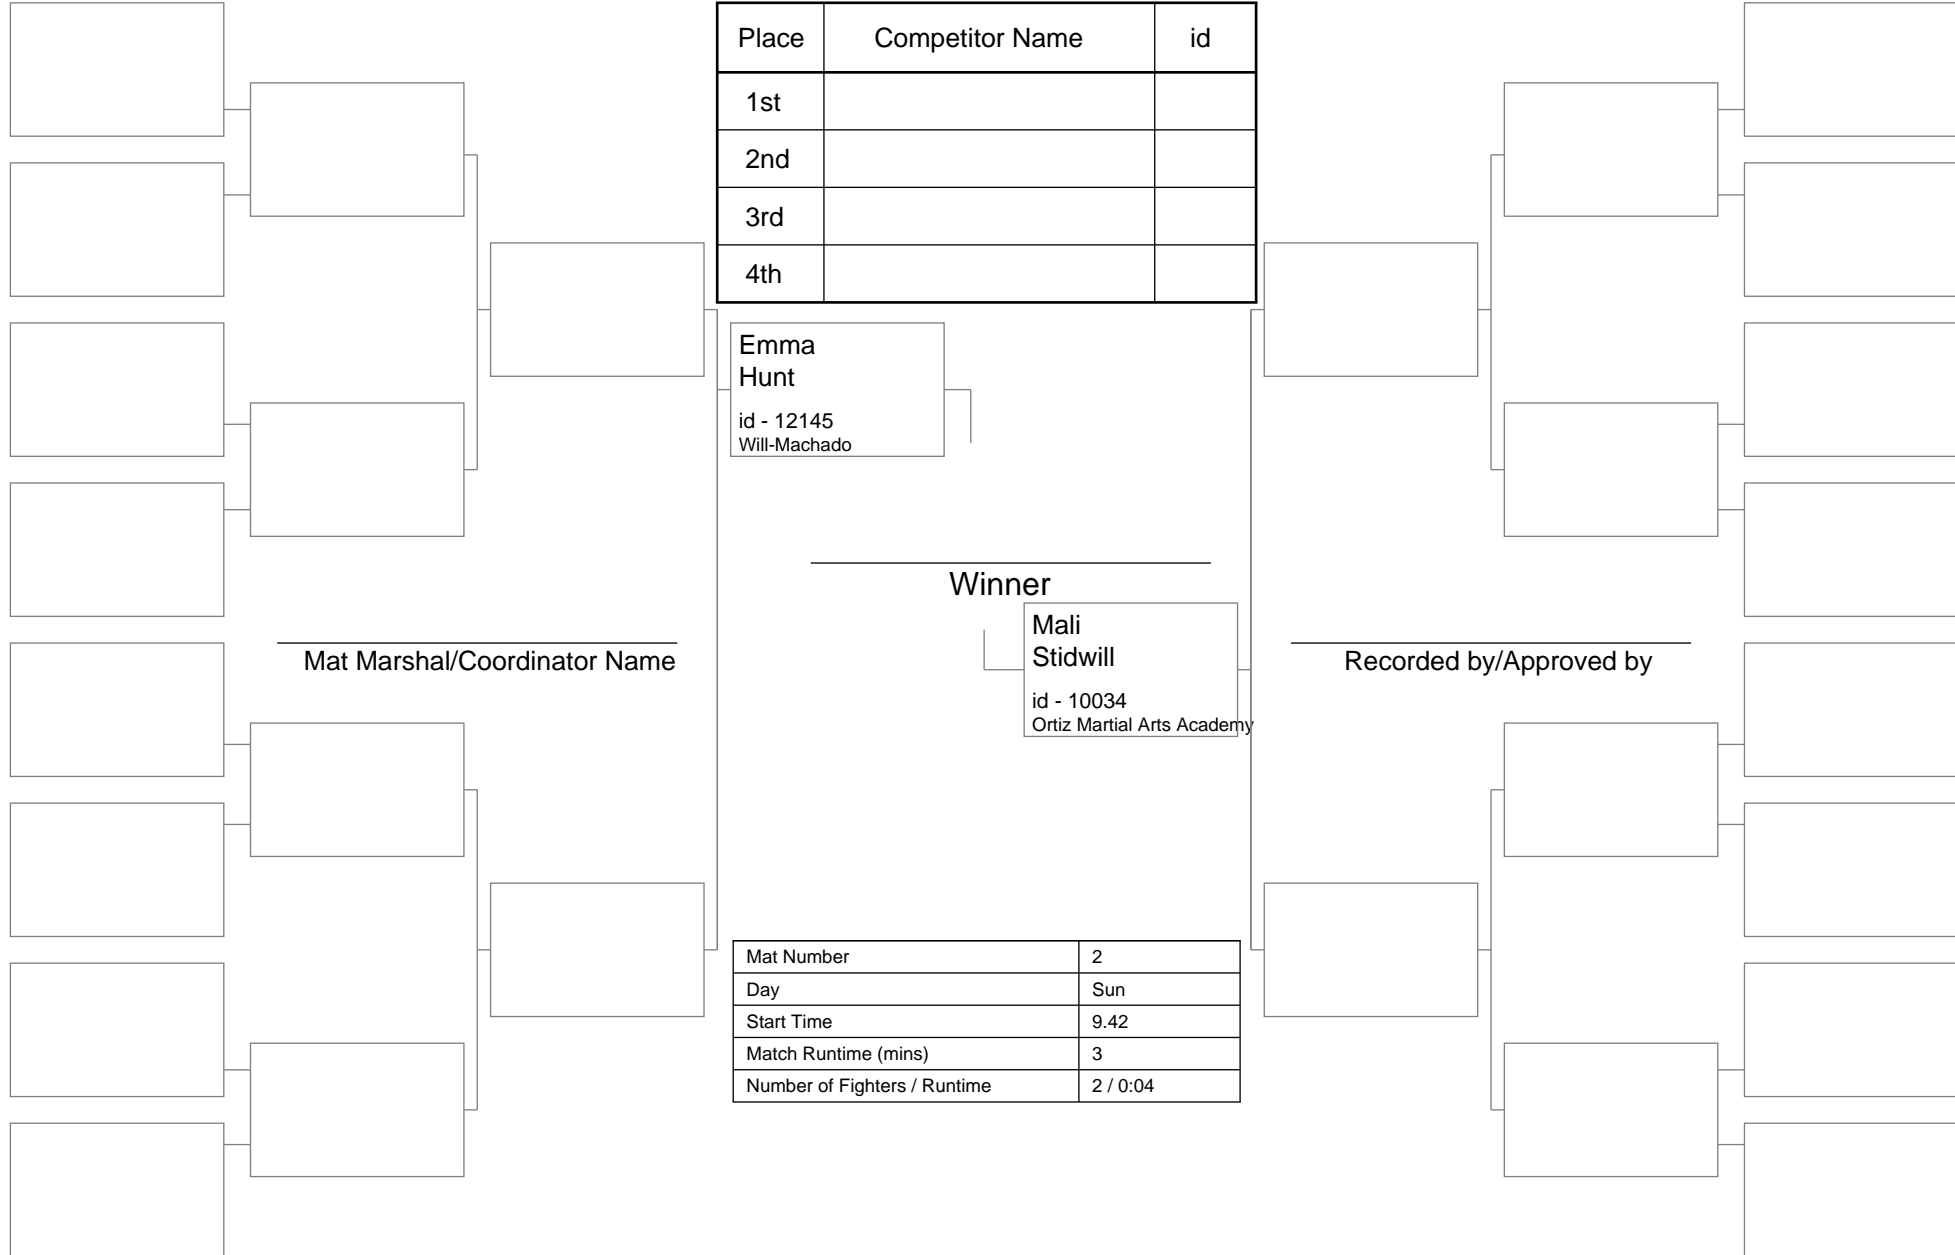 Place Competitor Name id
1st
2nd
3rd
4th
Emma
Hunt
id - 12145
Will-Machado
Winner
Mali
Stidwill
id - 10034
Ortiz Martial Arts Academy
Mat Marshal/Coordinator Name
Recorded by/Approved by
Mat Number 2
Day Sun
Start Time 9.42
Match Runtime (mins) 3
Number of Fighters / Runtime 2 / 0:04